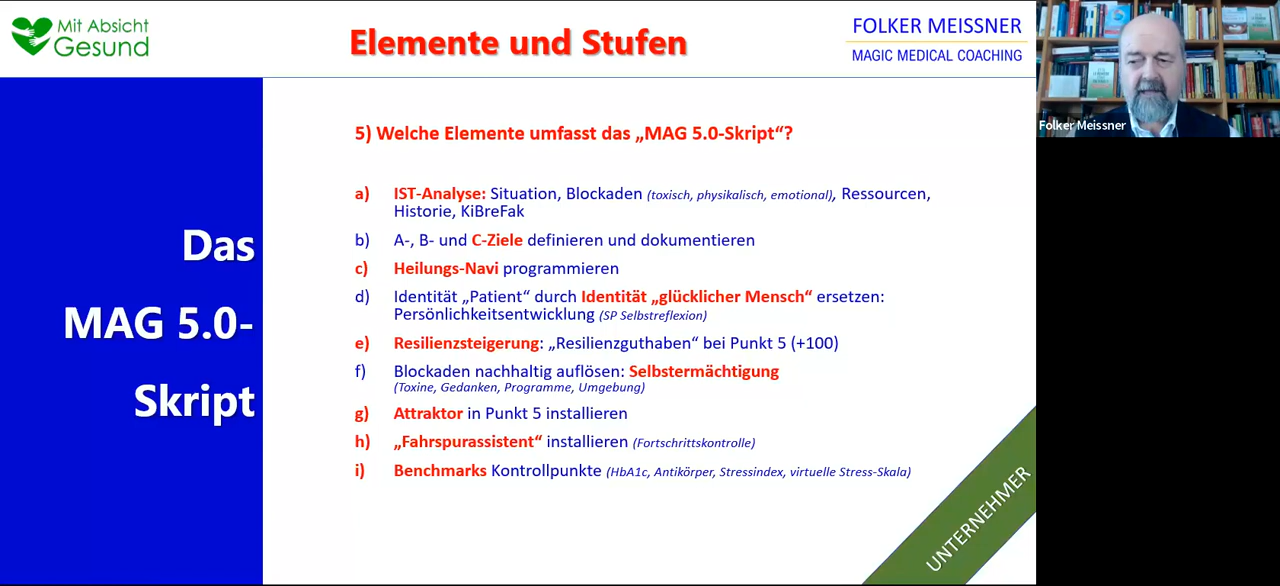 Mit Absicht
Gesund
Elemente und Stufen
FOLKER MEISSNER
MAGIC MEDICAL COACHING
Folker Meissner
Das
MAG 5.0-
Skript
5) Welche Elemente umfasst das „MAG 5.0-Skript“?
a) IST-Analyse: Situation, Blockaden (toxisch, physikalisch, emotional), Ressourcen,
Historie, KiBreFak
b) A-, B- und C-Ziele definieren und dokumentieren
c) Heilungs-Navi programmieren
d) Identität „Patient“ durch Identität „glücklicher Mensch“ ersetzen:
Persönlichkeitsentwicklung (SP Selbstreflexion)
e) Resilienzsteigerung: „Resilienzguthaben“ bei Punkt 5 (+100)
f) Blockaden nachhaltig auflösen: Selbstermächtigung
(Toxine, Gedanken, Programme, Umgebung)
g) Attraktor in Punkt 5 installieren
h) „Fahrspurassistent“ installieren (Fortschrittskontrolle)
i) Benchmarks Kontrollpunkte (HbA1c, Antikörper, Stressindex, virtuelle Stress-Skala)
UNTERNEHMER